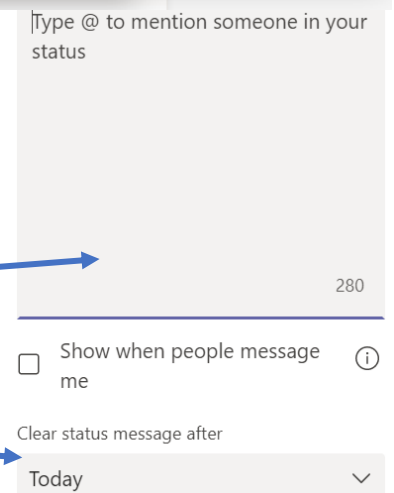 Type @ to mention someone in your
status
280
Show when people message
me
Clear status message after
Today